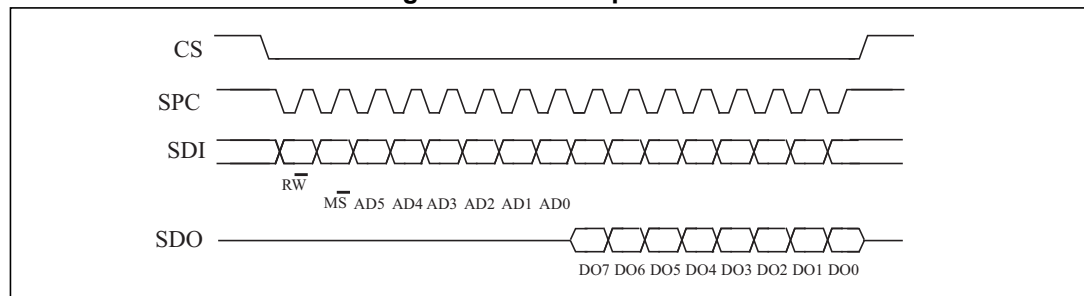 CS
SPC
SDI
RW̅
MS̅ AD5 AD4 AD3 AD2 AD1 AD0
SDO
DO7 DO6 DO5 DO4 DO3 DO2 DO1 DO0